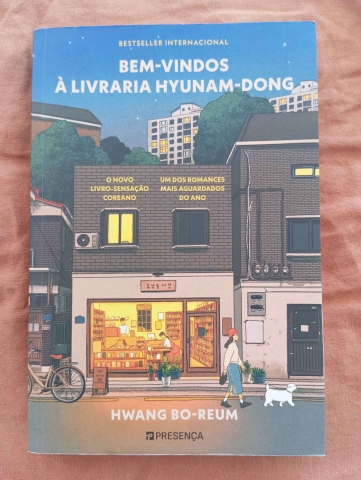 BESTSELLER INTERNACIONAL
BEM-VINDOS
À LIVRARIA HYUNAM-DONG
O NOVO
LIVRO-SENSAÇÃO
COREANO
UM DOS ROMANCES
MAIS AGUARDADOS
DO ANO
HWANG BO-REUM
PRESENÇA